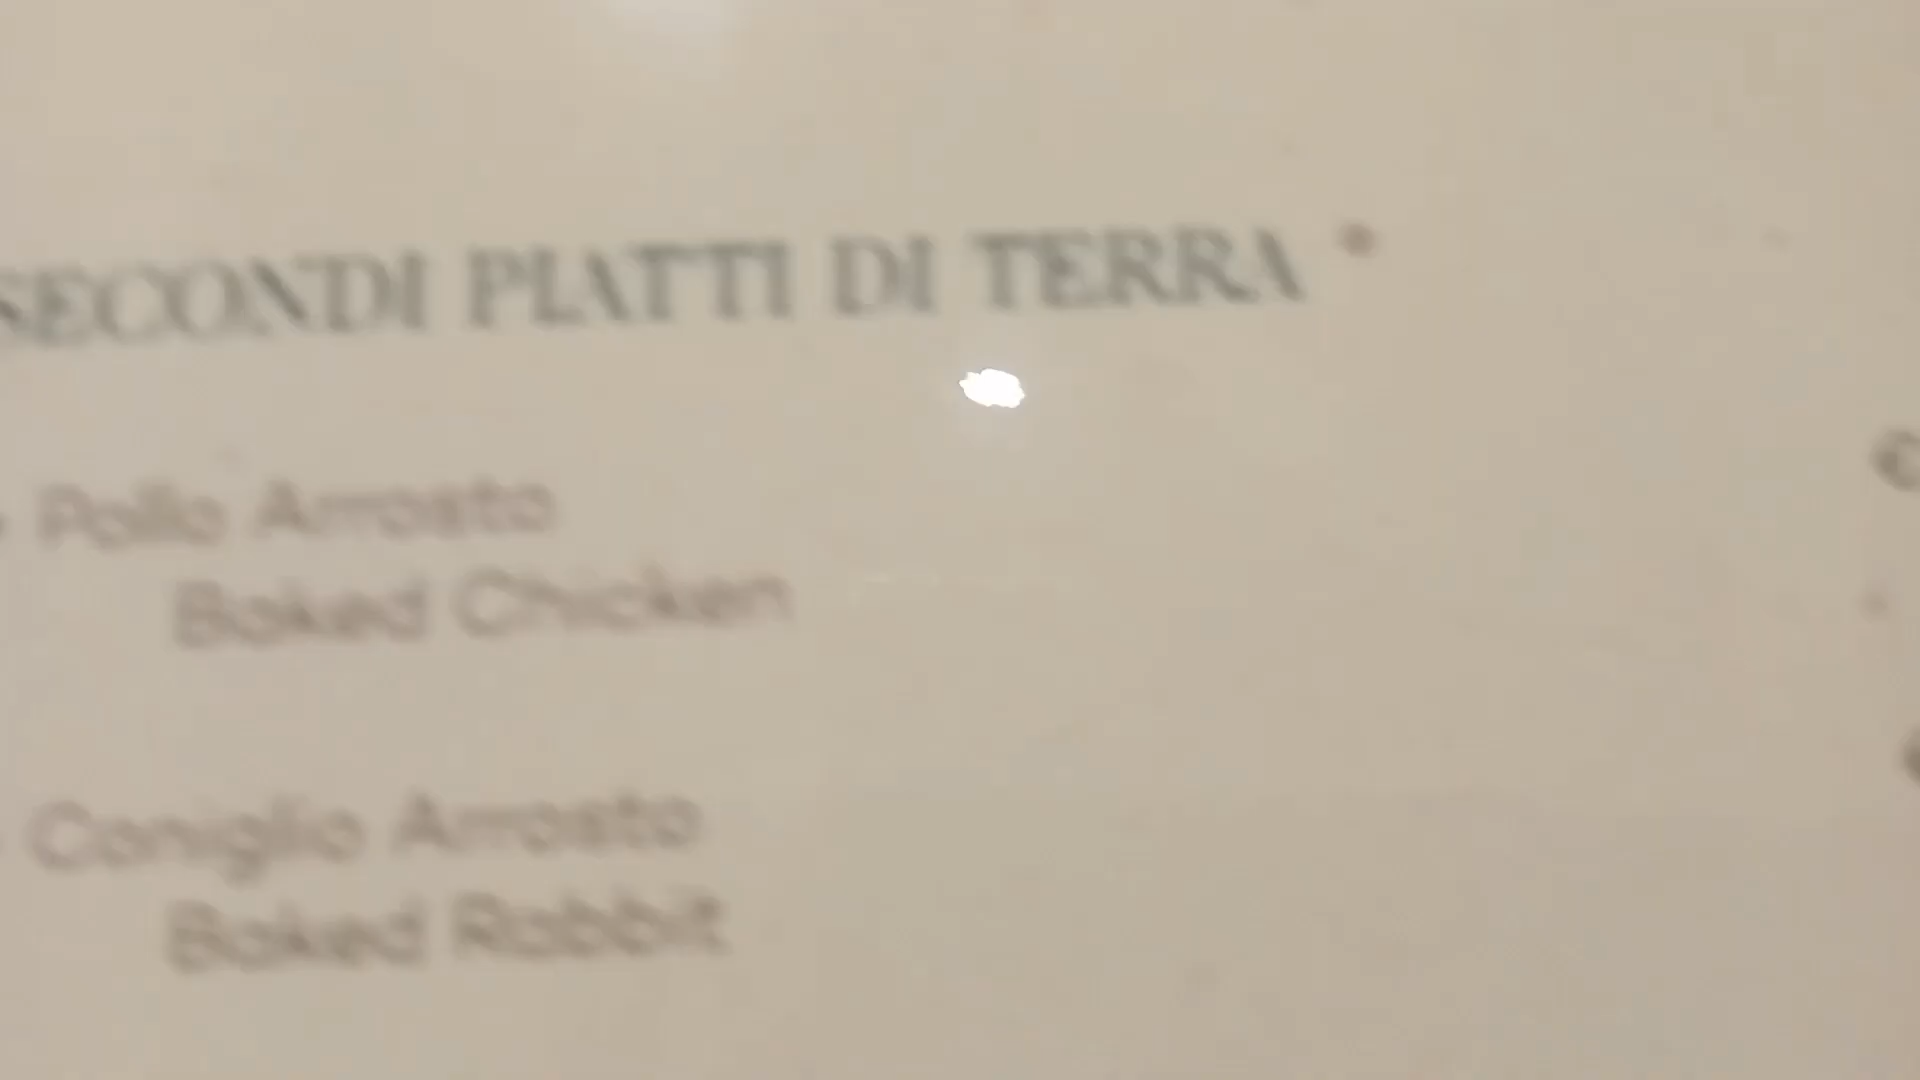 SECONDI PIATTI DI TERRA
Pollo Arrosto
Baked Chicken
Coniglio Arrosto
Baked Rabbit